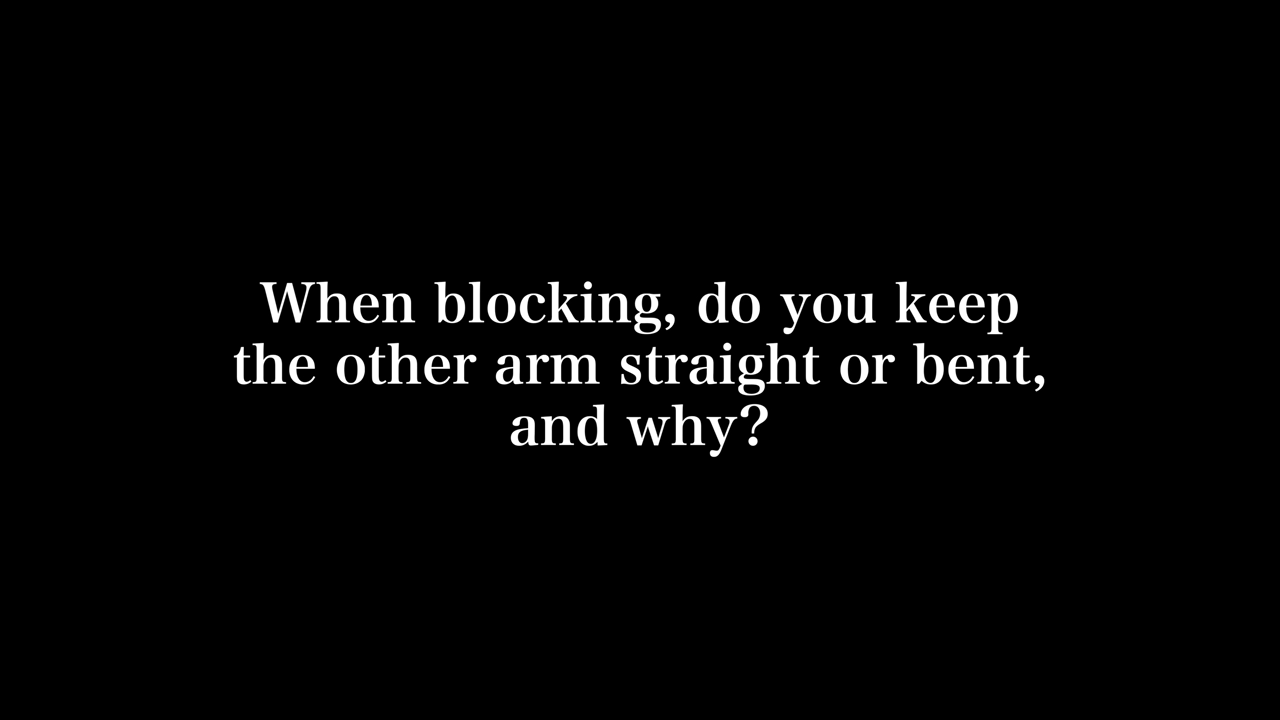 When blocking, do you keep
the other arm straight or bent,
and why?